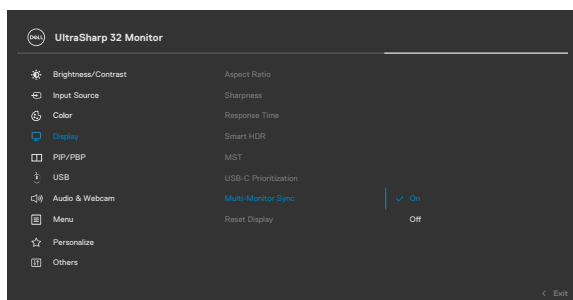 DELL UltraSharp 32 Monitor
Brightness/Contrast Aspect Ratio
Input Source Sharpness
Color Response Time
Display Smart HDR
PIP/PBP MST
USB USB-C Prioritization
Audio & Webcam Multi-Monitor Sync On
Menu Reset Display Off
Personalize
Others
Exit